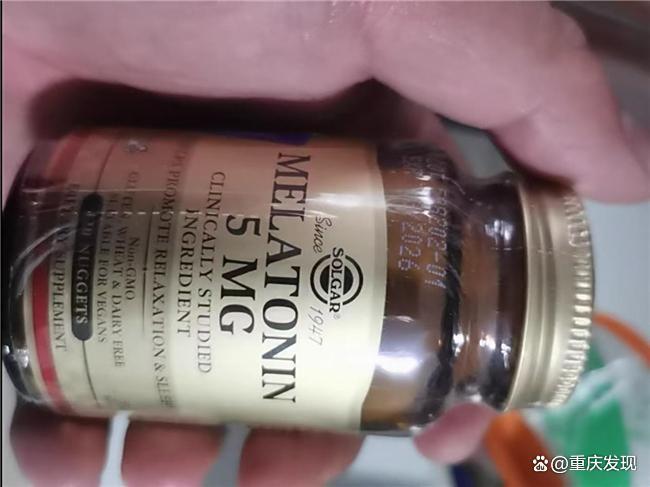 Since
SOLGAR®
1947
MELATONIN
5 MG
CLINICALLY STUDIED
INGREDIENT
PROMOTE RELAXATION &
NON-GMO
WHEAT & DAIRY FREE
FOR VEGANS
NUGGETS
SUPPLEMENT
2026
重庆发现